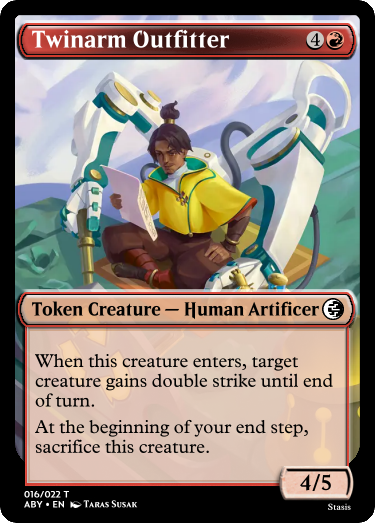 Twinarm Outfitter 4
Token Creature — Human Artificer
When this creature enters, target
creature gains double strike until end
of turn.
At the beginning of your end step,
sacrifice this creature.
4/5
016/022 T
ABY • EN Taras Susak
Stasis